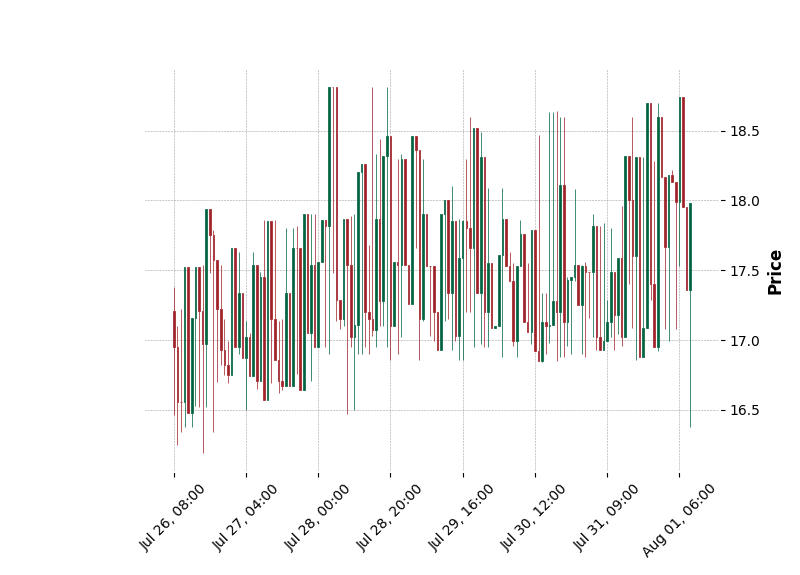 18.5
18.0
17.5
17.0
16.5
Price
Jul 26, 08:00
Jul 27, 04:00
Jul 28, 00:00
Jul 28, 20:00
Jul 29, 16:00
Jul 30, 12:00
Jul 31, 09:00
Aug 01, 06:00